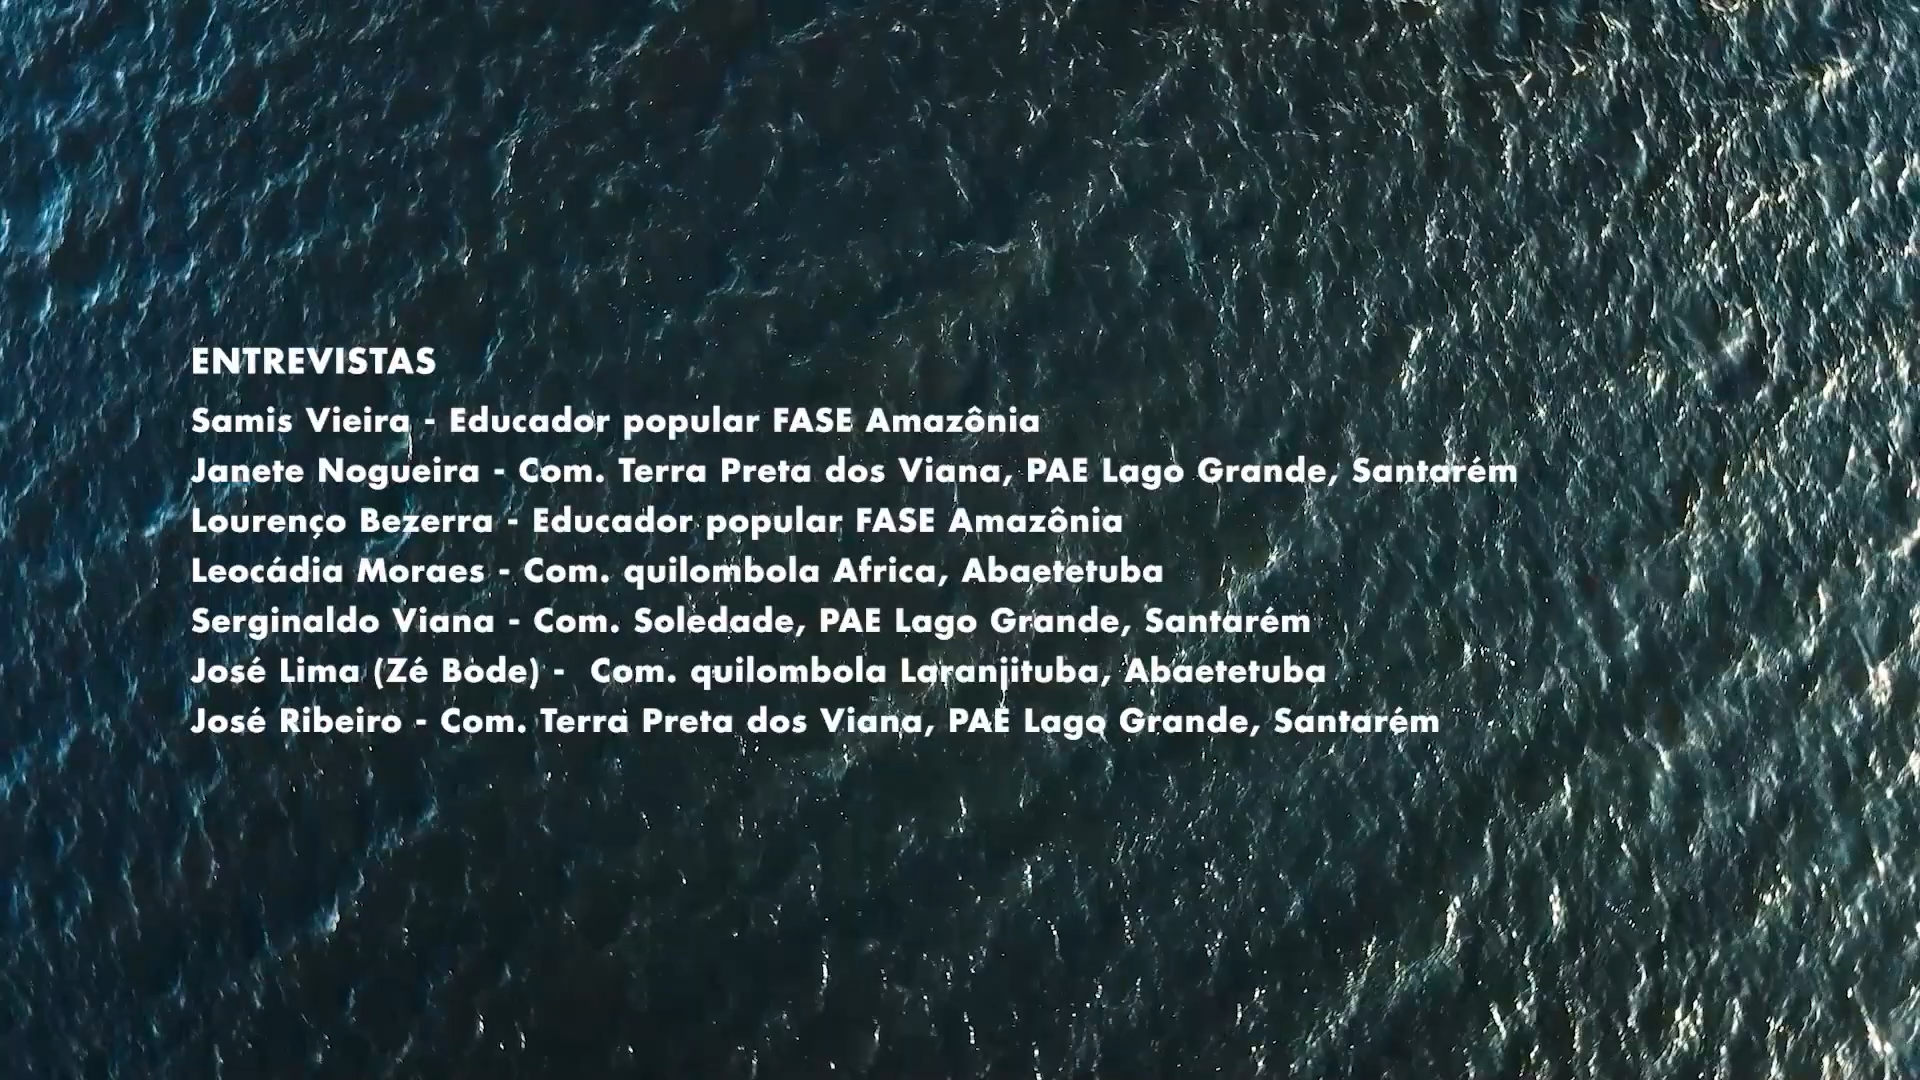 ENTREVISTAS
Samis Vieira - Educador popular FASE Amazônia
Janete Nogueira - Com. Terra Preta dos Viana, PAE Lago Grande, Santarém
Lourenço Bezerra - Educador popular FASE Amazônia
Leocádia Moraes - Com. quilombola Africa, Abaetetuba
Serginaldo Viana - Com. Soledade, PAE Lago Grande, Santarém
José Lima (Zé Bode) -  Com. quilombola Laranjituba, Abaetetuba
José Ribeiro - Com. Terra Preta dos Viana, PAE Lago Grande, Santarém